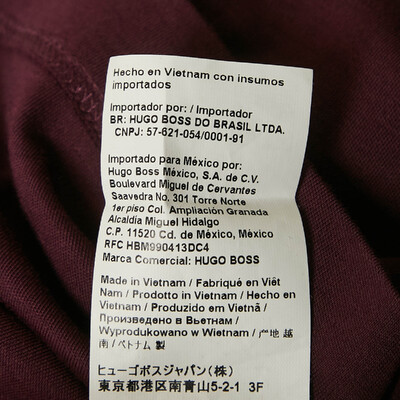 Hecho en Vietnam con insumos
importados
Importador por: / Importador
BR: HUGO BOSS DO BRASIL LTDA.
CNPJ: 57-621-054/0001-91
Importado para México por:
Hugo Boss México, S.A. de C.V.
Boulevard Miguel de Cervantes
Saavedra No. 301 Torre Norte
1er piso Col. Ampliación Granada
Alcaldia Miguel Hidalgo
C.P. 11520 Cd. de México, México
RFC HBM990413DC4
Marca Comercial: HUGO BOSS
Made in Vietnam / Fabriqué en Viêt
Nam / Prodotto in Vietnam / Hecho en
Vietnam / Produzido em Vietnã /
Произведено в Вьетнам /
Wyprodukowano w Wietnam / 产地 越
南 / ベトナム 製
ヒューゴボスジャパン(株)
東京都港区南青山5-2-1 3F